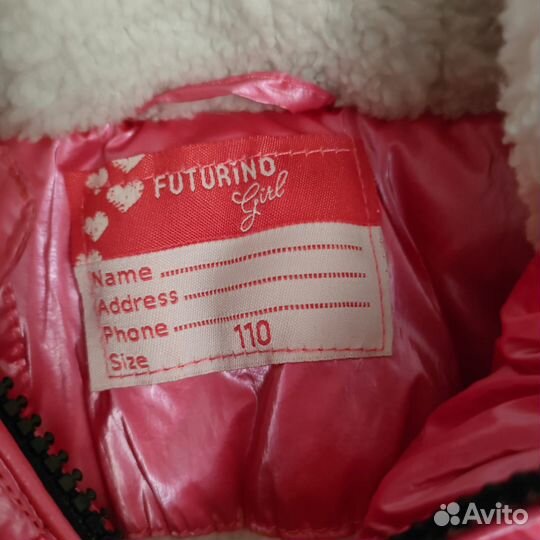 FUTURINO
Girl
Name
Address
Phone
Size 110
Avito